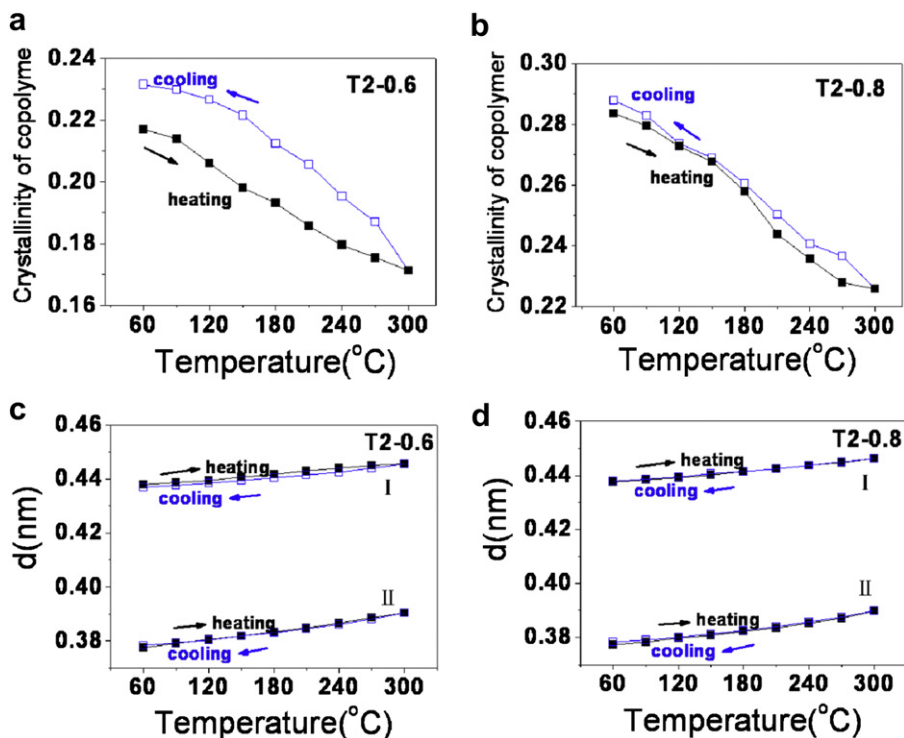 a
T2-0.6
cooling
heating
Crystallinity of copolyme
0.24
0.22
0.20
0.18
0.16
60 120 180 240 300
Temperature(°C)
b
T2-0.8
cooling
heating
Crystallinity of copolymer
0.30
0.28
0.26
0.24
0.22
60 120 180 240 300
Temperature(°C)
c
T2-0.6
heating
cooling
I
II
heating
cooling
d(nm)
0.46
0.44
0.42
0.39
0.38
60 120 180 240 300
Temperature(°C)
d
T2-0.8
heating
cooling
I
II
heating
cooling
d(nm)
0.46
0.44
0.42
0.39
0.38
60 120 180 240 300
Temperature(°C)